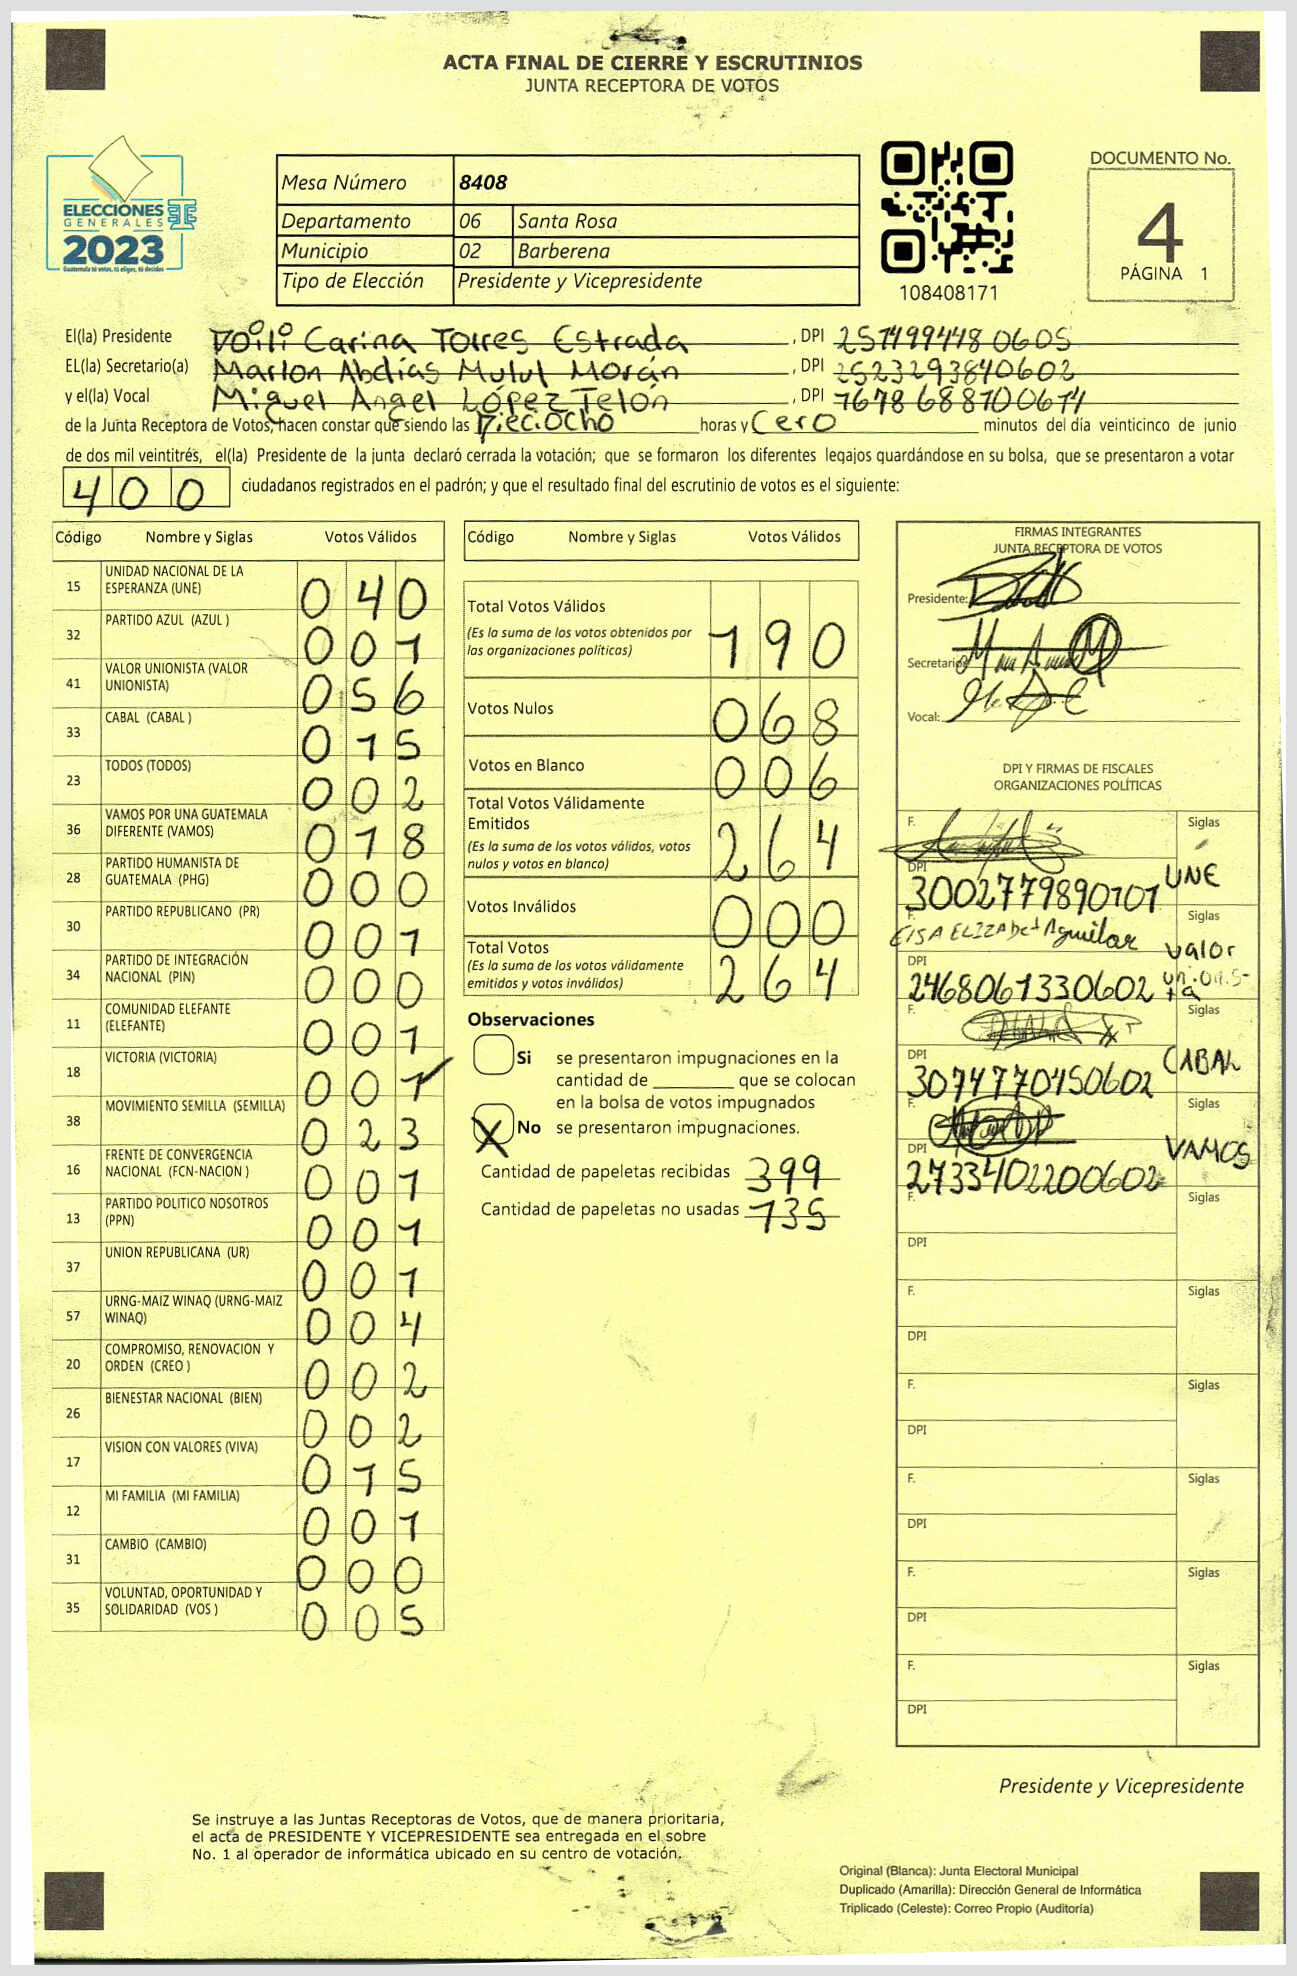 ACTA FINAL DE CIERRE Y ESCRUTINIOS
JUNTA RECEPTORA DE VOTOS
ELECCIONES
GENERALES
2023
Guatemala tú votas, tú eliges, tú decides
Mesa Número 8408
Departamento 06 Santa Rosa
Municipio 02 Barberena
Tipo de Elección Presidente y Vicepresidente
108408171
DOCUMENTO No.
4
PÁGINA 1
El(la) Presidente Carina Torres Estrada, DPI 2519994480605
EL(la) Secretario(a) Marlon Abdías Mulul Morán, DPI 2523293840602
y el(la) Vocal Miguel Angel López Telón, DPI 1678688100614
de la Junta Receptora de Votos, hacen constar que siendo las Dieciocho horas y Cero minutos del día veinticinco de junio
de dos mil veintitrés, el(la) Presidente de la junta declaró cerrada la votación; que se formaron los diferentes legajos guardándose en su bolsa, que se presentaron a votar
400 ciudadanos registrados en el padrón; y que el resultado final del escrutinio de votos es el siguiente:
Código Nombre y Siglas Votos Válidos
15 UNIDAD NACIONAL DE LA ESPERANZA (UNE) 040
32 PARTIDO AZUL (AZUL ) 001
41 VALOR UNIONISTA (VALOR UNIONISTA) 056
33 CABAL (CABAL ) 015
23 TODOS (TODOS) 002
36 VAMOS POR UNA GUATEMALA DIFERENTE (VAMOS) 018
28 PARTIDO HUMANISTA DE GUATEMALA (PHG) 000
30 PARTIDO REPUBLICANO (PR) 001
34 PARTIDO DE INTEGRACIÓN NACIONAL (PIN) 000
11 COMUNIDAD ELEFANTE (ELEFANTE) 001
18 VICTORIA (VICTORIA) 001
38 MOVIMIENTO SEMILLA (SEMILLA) 023
16 FRENTE DE CONVERGENCIA NACIONAL (FCN-NACION ) 001
13 PARTIDO POLITICO NOSOTROS (PPN) 001
37 UNION REPUBLICANA (UR) 001
57 URNG-MAIZ WINAQ (URNG-MAIZ WINAQ) 004
20 COMPROMISO, RENOVACION Y ORDEN (CREO ) 002
26 BIENESTAR NACIONAL (BIEN) 002
17 VISION CON VALORES (VIVA) 015
12 MI FAMILIA (MI FAMILIA) 001
31 CAMBIO (CAMBIO) 000
35 VOLUNTAD, OPORTUNIDAD Y SOLIDARIDAD (VOS ) 005
Código Nombre y Siglas Votos Válidos
Total Votos Válidos 190
(Es la suma de los votos obtenidos por
las organizaciones políticas)
Votos Nulos 068
Votos en Blanco 006
Total Votos Válidamente
Emitidos 264
(Es la suma de los votos válidos, votos
nulos y votos en blanco)
Votos Inválidos 000
Total Votos 264
(Es la suma de los votos válidamente
emitidos y votos inválidos)
Observaciones
Si se presentaron impugnaciones en la
cantidad de ________ que se colocan
en la bolsa de votos impugnados
X No se presentaron impugnaciones.
Cantidad de papeletas recibidas 399
Cantidad de papeletas no usadas 135
FIRMAS INTEGRANTES
JUNTA RECEPTORA DE VOTOS
Presidente:
Secretario:
Vocal:
DPI Y FIRMAS DE FISCALES
ORGANIZACIONES POLÍTICAS
F. Siglas
DPI 3002779890101 UNE
F. Elsa ELIZAbet Aguilar Siglas
DPI 2468061330602 Valor unionista
F. Siglas
DPI 3074770450602 CABAL
F. Siglas
DPI 2733402200602 VAMOS
F. Siglas
DPI
F. Siglas
DPI
F. Siglas
DPI
F. Siglas
DPI
F. Siglas
DPI
F. Siglas
DPI
Presidente y Vicepresidente
Se instruye a las Juntas Receptoras de Votos, que de manera prioritaria,
el acta de PRESIDENTE Y VICEPRESIDENTE sea entregada en el sobre
No. 1 al operador de informática ubicado en su centro de votación.
Original (Blanca): Junta Electoral Municipal
Duplicado (Amarilla): Dirección General de Informática
Triplicado (Celeste): Correo Propio (Auditoría)